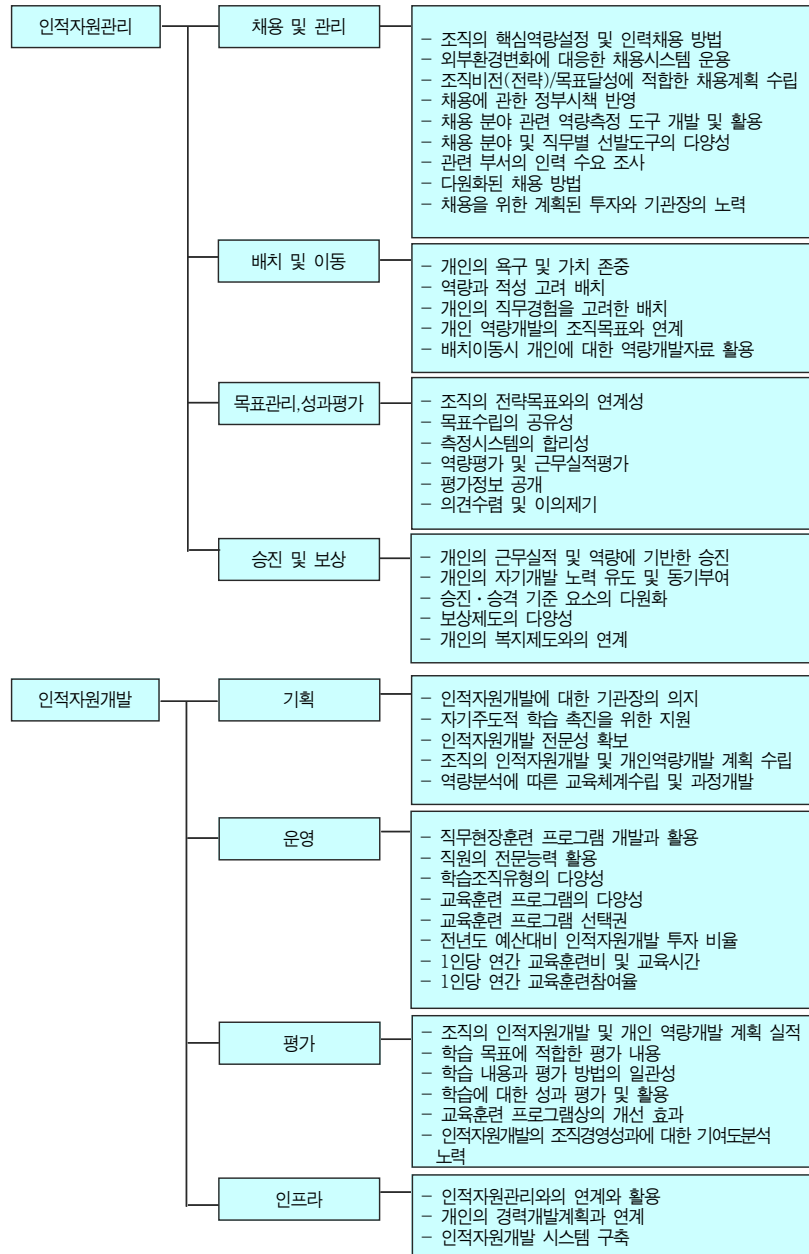 인적자원관리
채용 및 관리
- 조직의 핵심역량설정 및 인력채용 방법
- 외부환경변화에 대응한 채용시스템 운용
- 조직비전(전략)/목표달성에 적합한 채용계획 수립
- 채용에 관한 정부시책 반영
- 채용 분야 관련 역량측정 도구 개발 및 활용
- 채용 분야 및 직무별 선발도구의 다양성
- 관련 부서의 인력 수요 조사
- 다원화된 채용 방법
- 채용을 위한 계획된 투자와 기관장의 노력
배치 및 이동
- 개인의 욕구 및 가치 존중
- 역량과 적성 고려 배치
- 개인의 직무경험을 고려한 배치
- 개인 역량개발의 조직목표와 연계
- 배치이동시 개인에 대한 역량개발자료 활용
목표관리,성과평가
- 조직의 전략목표와의 연계성
- 목표수립의 공유성
- 측정시스템의 합리성
- 역량평가 및 근무실적평가
- 평가정보 공개
- 의견수렴 및 이의제기
승진 및 보상
- 개인의 근무실적 및 역량에 기반한 승진
- 개인의 자기개발 노력 유도 및 동기부여
- 승진・승격 기준 요소의 다원화
- 보상제도의 다양성
- 개인의 복지제도와의 연계
인적자원개발
기획
- 인적자원개발에 대한 기관장의 의지
- 자기주도적 학습 촉진을 위한 지원
- 인적자원개발 전문성 확보
- 조직의 인적자원개발 및 개인역량개발 계획 수립
- 역량분석에 따른 교육체계수립 및 과정개발
운영
- 직무현장훈련 프로그램 개발과 활용
- 직원의 전문능력 활용
- 학습조직유형의 다양성
- 교육훈련 프로그램의 다양성
- 교육훈련 프로그램 선택권
- 전년도 예산대비 인적자원개발 투자 비율
- 1인당 연간 교육훈련비 및 교육시간
- 1인당 연간 교육훈련참여율
평가
- 조직의 인적자원개발 및 개인 역량개발 계획 실적
- 학습 목표에 적합한 평가 내용
- 학습 내용과 평가 방법의 일관성
- 학습에 대한 성과 평가 및 활용
- 교육훈련 프로그램상의 개선 효과
- 인적자원개발의 조직경영성과에 대한 기여도분석
노력
인프라
- 인적자원관리와의 연계와 활용
- 개인의 경력개발계획과 연계
- 인적자원개발 시스템 구축